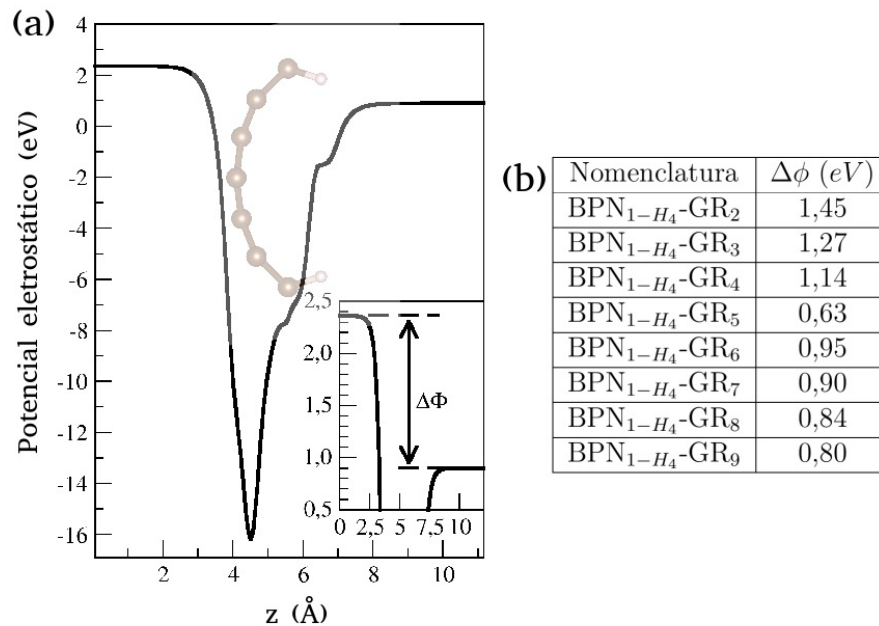 (a)
4
2
0
-2
-4
-6
-8
-10
-12
-14
-16
Potencial eletrostático (eV)
2 4 6 8 10
z (Å)
2,5
2,0
1,5
1,0
0,5
0 2,5 5 7,5 10
ΔΦ
(b)
Nomenclatura Δϕ (eV)
BPN₁₋H₄-GR₂ 1,45
BPN₁₋H₄-GR₃ 1,27
BPN₁₋H₄-GR₄ 1,14
BPN₁₋H₄-GR₅ 0,63
BPN₁₋H₄-GR₆ 0,95
BPN₁₋H₄-GR₇ 0,90
BPN₁₋H₄-GR₈ 0,84
BPN₁₋H₄-GR₉ 0,80